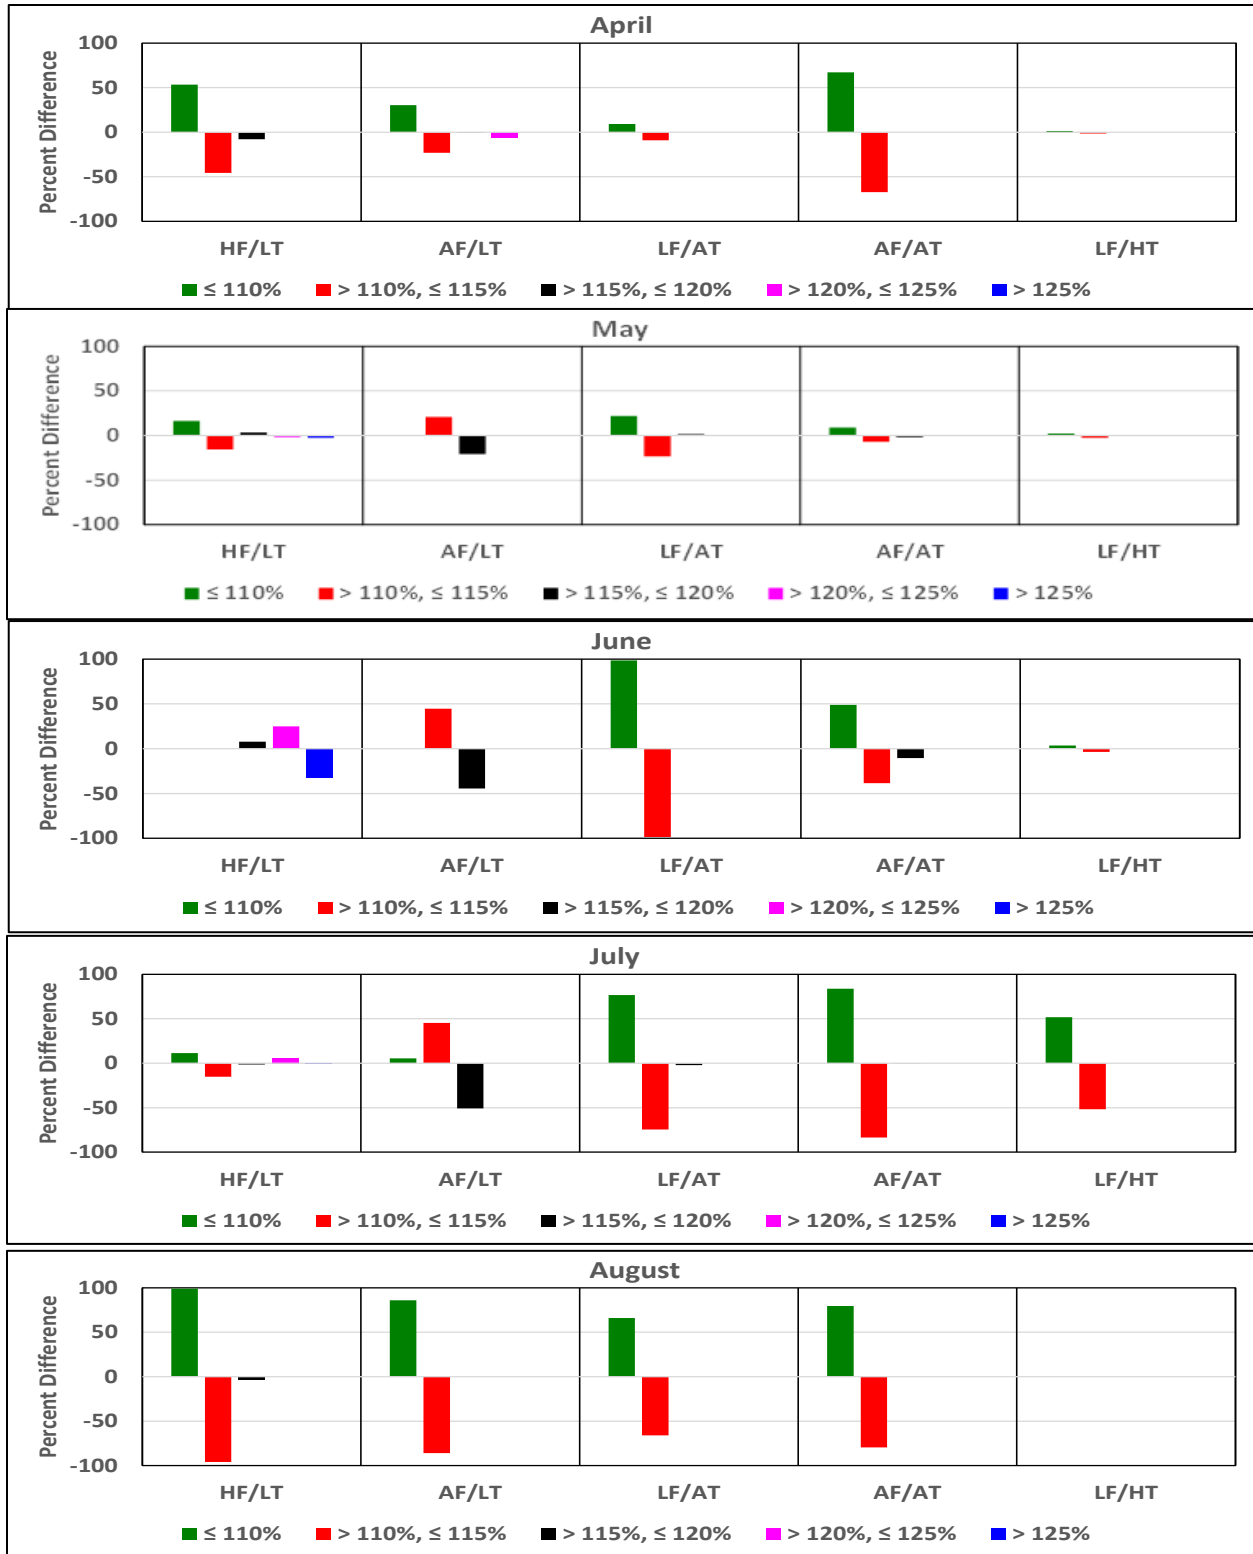 April
Percent Difference
100
50
0
-50
-100
HF/LT AF/LT LF/AT AF/AT LF/HT
≤ 110% > 110%, ≤ 115% > 115%, ≤ 120% > 120%, ≤ 125% > 125%
May
Percent Difference
100
50
0
-50
-100
HF/LT AF/LT LF/AT AF/AT LF/HT
≤ 110% > 110%, ≤ 115% > 115%, ≤ 120% > 120%, ≤ 125% > 125%
June
Percent Difference
100
50
0
-50
-100
HF/LT AF/LT LF/AT AF/AT LF/HT
≤ 110% > 110%, ≤ 115% > 115%, ≤ 120% > 120%, ≤ 125% > 125%
July
Percent Difference
100
50
0
-50
-100
HF/LT AF/LT LF/AT AF/AT LF/HT
≤ 110% > 110%, ≤ 115% > 115%, ≤ 120% > 120%, ≤ 125% > 125%
August
Percent Difference
100
50
0
-50
-100
HF/LT AF/LT LF/AT AF/AT LF/HT
≤ 110% > 110%, ≤ 115% > 115%, ≤ 120% > 120%, ≤ 125% > 125%